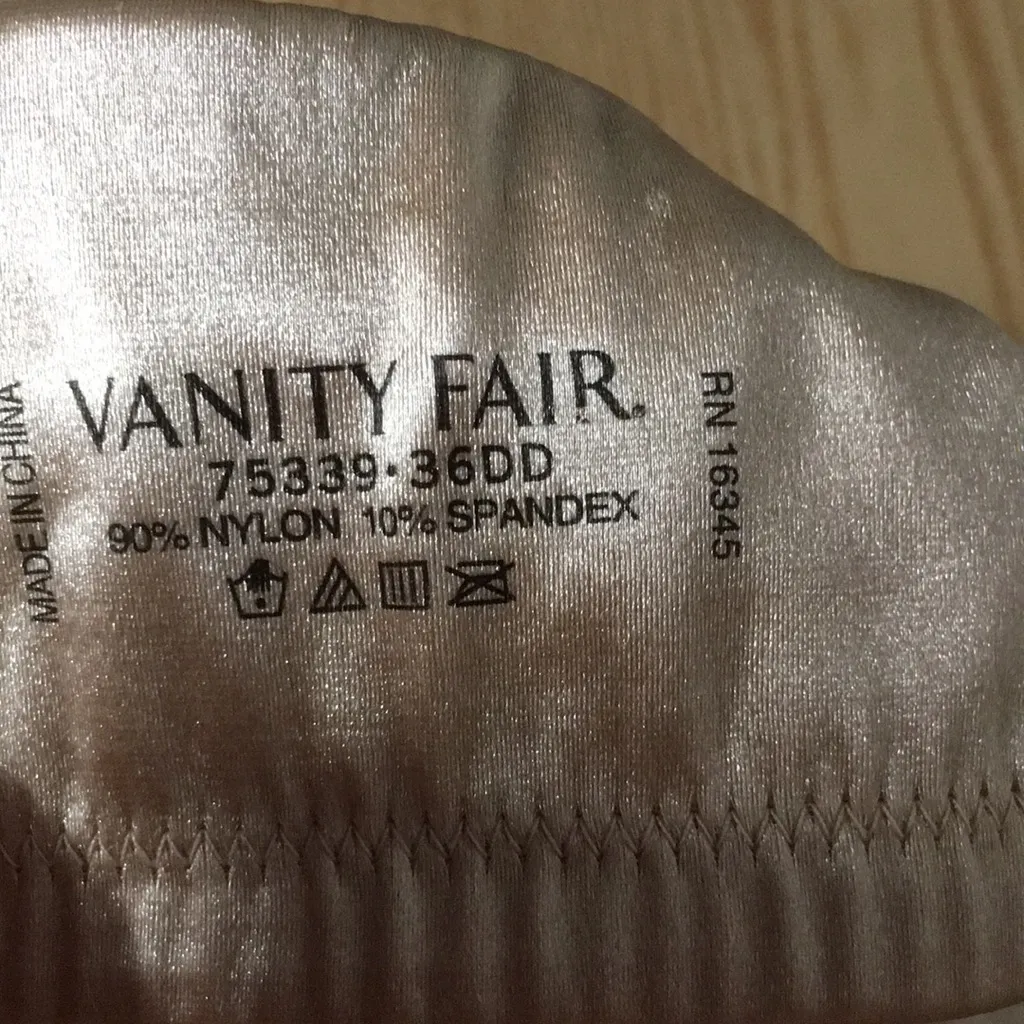 VANITY FAIR.
75339·36DD
90% NYLON 10% SPANDEX
MADE IN CHINA
RN 16345